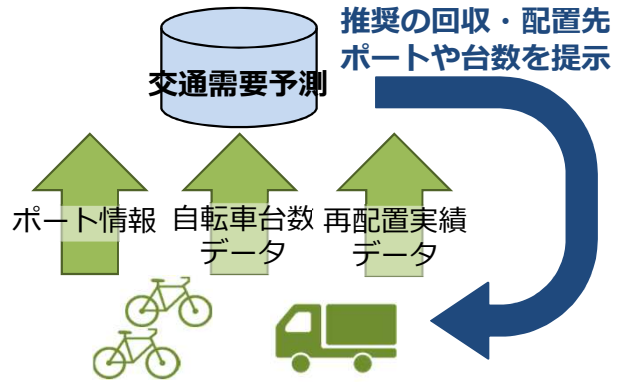 推奨の回収・配置先
ポートや台数を提示
交通需要予測
ポート情報
自転車台数
データ
再配置実績
データ